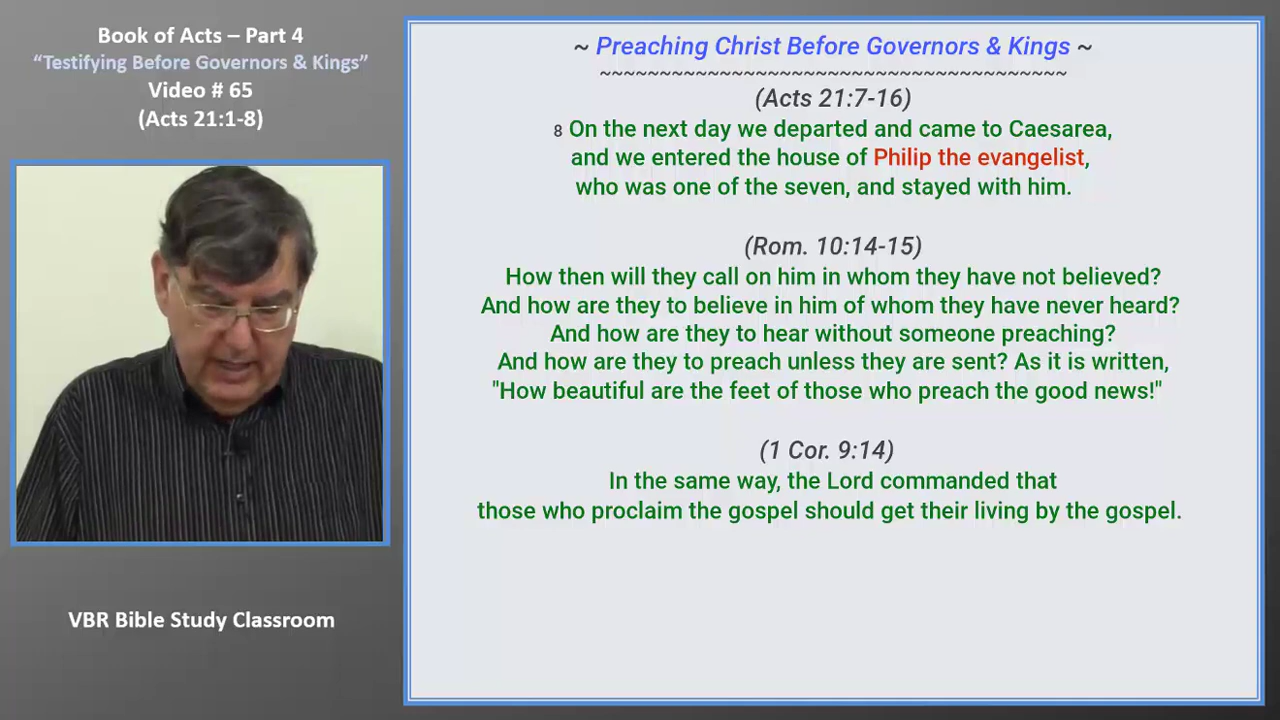 Book of Acts – Part 4
“Testifying Before Governors & Kings”
Video # 65
(Acts 21:1-8)
VBR Bible Study Classroom
~ Preaching Christ Before Governors & Kings ~
~~~~~~~~~~~~~~~~~~~~~~~~~~~~~~~~~~~~~~~
(Acts 21:7-16)
8 On the next day we departed and came to Caesarea,
and we entered the house of Philip the evangelist,
who was one of the seven, and stayed with him.
(Rom. 10:14-15)
How then will they call on him in whom they have not believed?
And how are they to believe in him of whom they have never heard?
And how are they to hear without someone preaching?
And how are they to preach unless they are sent? As it is written,
"How beautiful are the feet of those who preach the good news!"
(1 Cor. 9:14)
In the same way, the Lord commanded that
those who proclaim the gospel should get their living by the gospel.